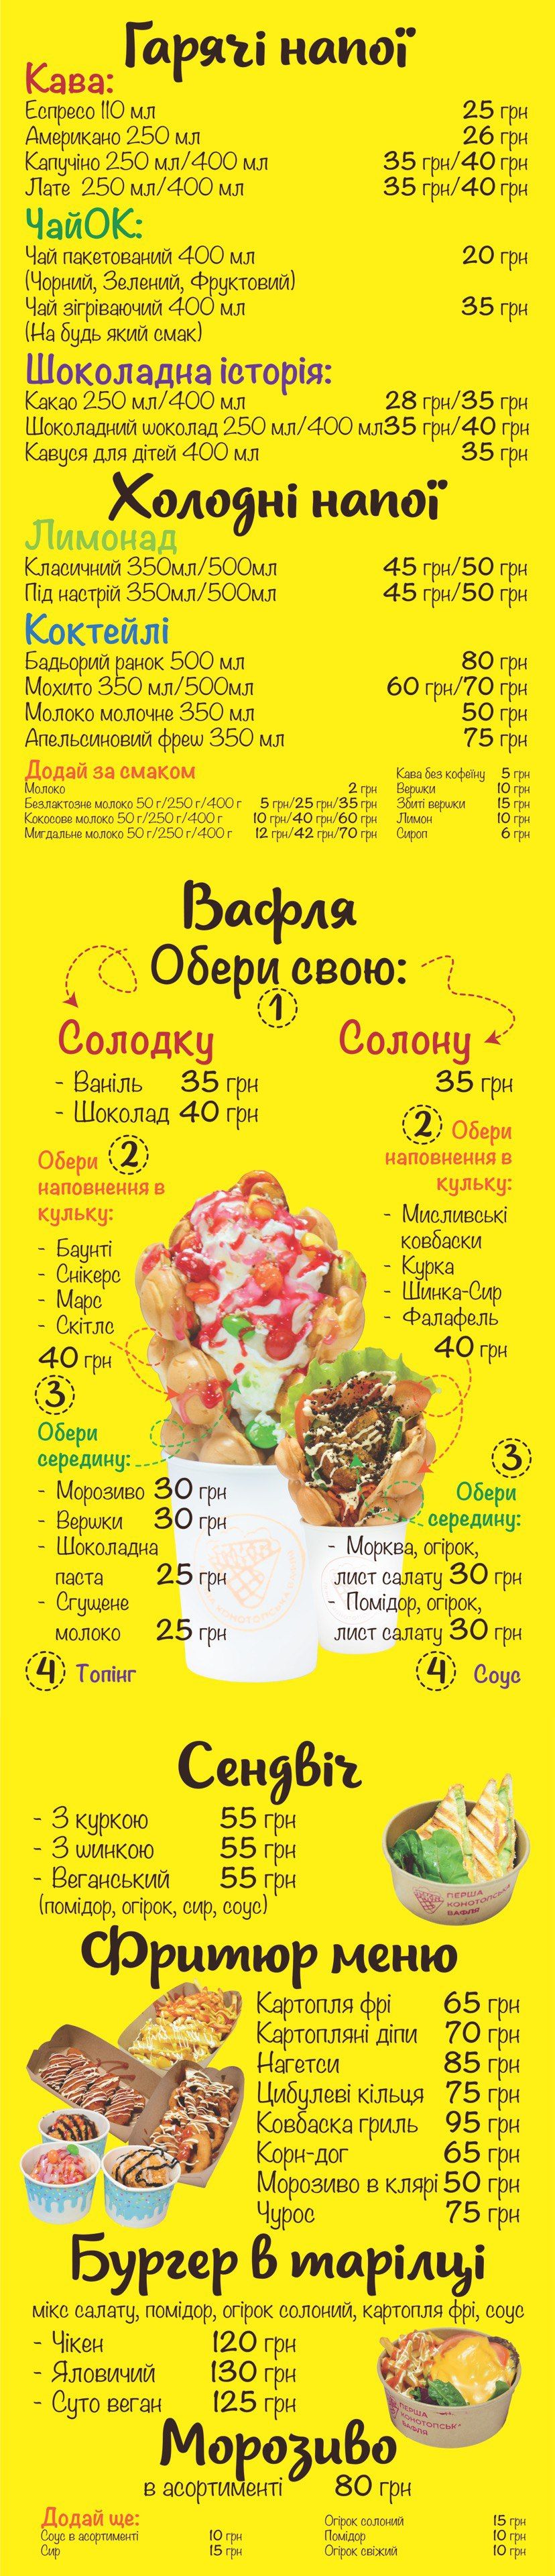 Гарячі напої
Кава:
Еспресо 110 мл 25 грн
Американо 250 мл 26 грн
Капучіно 250 мл/400 мл 35 грн/40 грн
Лате 250 мл/400 мл 35 грн/40 грн
ЧайОК:
Чай пакетований 400 мл 20 грн
(Чорний, Зелений, Фруктовий)
Чай зігріваючий 400 мл 35 грн
(На будь який смак)
Шоколадна історія:
Какао 250 мл/400 мл 28 грн/35 грн
Шоколадний шоколад 250 мл/400 мл 35 грн/40 грн
Кавуся для дітей 400 мл 35 грн
Холодні напої
Лимонад
Класичний 350мл/500мл 45 грн/50 грн
Під настрій 350мл/500мл 45 грн/50 грн
Коктейлі
Бадьорий ранок 500 мл 80 грн
Мохито 350 мл/500мл 60 грн/70 грн
Молоко молочне 350 мл 50 грн
Апельсиновий фреш 350 мл 75 грн
Додай за смаком
Молоко 2 грн
Безлактозне молоко 50 г/250 г/400 г 5 грн/25 грн/35 грн
Кокосове молоко 50 г/250 г/400 г 10 грн/40 грн/60 грн
Мигдальне молоко 50 г/250 г/400 г 12 грн/42 грн/70 грн
Кава без кофеїну 5 грн
Вершки 10 грн
Збиті вершки 15 грн
Лимон 10 грн
Сироп 6 грн
Вафля
Обери свою:
1
Солодку
- Ваніль 35 грн
- Шоколад 40 грн
Обери 2
наповнення в
кульку:
- Баунті
- Снікерс
- Марс
- Скітлс
40 грн
3
Обери
середину:
- Морозиво 30 грн
- Вершки 30 грн
- Шоколадна
паста 25 грн
- Сгущене
молоко 25 грн
4 Топінг
Солону
35 грн
2 Обери
наповнення в
кульку:
- Мисливські
ковбаски
- Курка
- Шинка-Сир
- Фалафель
40 грн
3
Обери
середину:
- Морква, огірок,
лист салату 30 грн
- Помідор, огірок,
лист салату 30 грн
4 Соус
Сендвіч
- З куркою 55 грн
- З шинкою 55 грн
- Веганський 55 грн
(помідор, огірок, сир, соус)
ПЕРША
КОНОТОПСЬКА
ВАФЛЯ
Фритюр меню
Картопля фрі 65 грн
Картопляні діпи 70 грн
Нагетси 85 грн
Цибулеві кільця 75 грн
Ковбаска гриль 95 грн
Корн-дог 65 грн
Морозиво в клярі 50 грн
Чурос 75 грн
Бургер в тарілці
мікс салату, помідор, огірок солоний, картопля фрі, соус
- Чікен 120 грн
- Яловичий 130 грн
- Суто веган 125 грн
ПЕРША
КОНОТОПСЬК
ВАФЛЯ
Морозиво
в асортименті 80 грн
Додай ще:
Соус в асортименті 10 грн
Сир 15 грн
Огірок солоний 15 грн
Помідор 10 грн
Огірок свіжий 10 грн